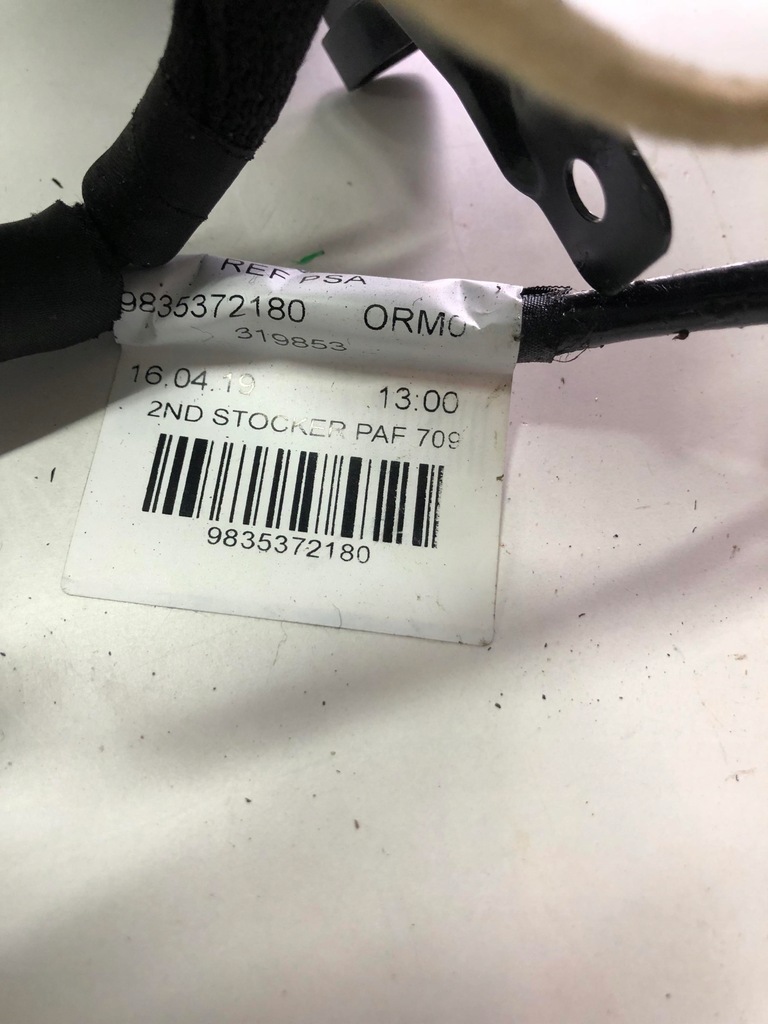 REF PSA
9835372180 ORM0
319853
16.04.19 13:00
2ND STOCKER PAF 709
9835372180